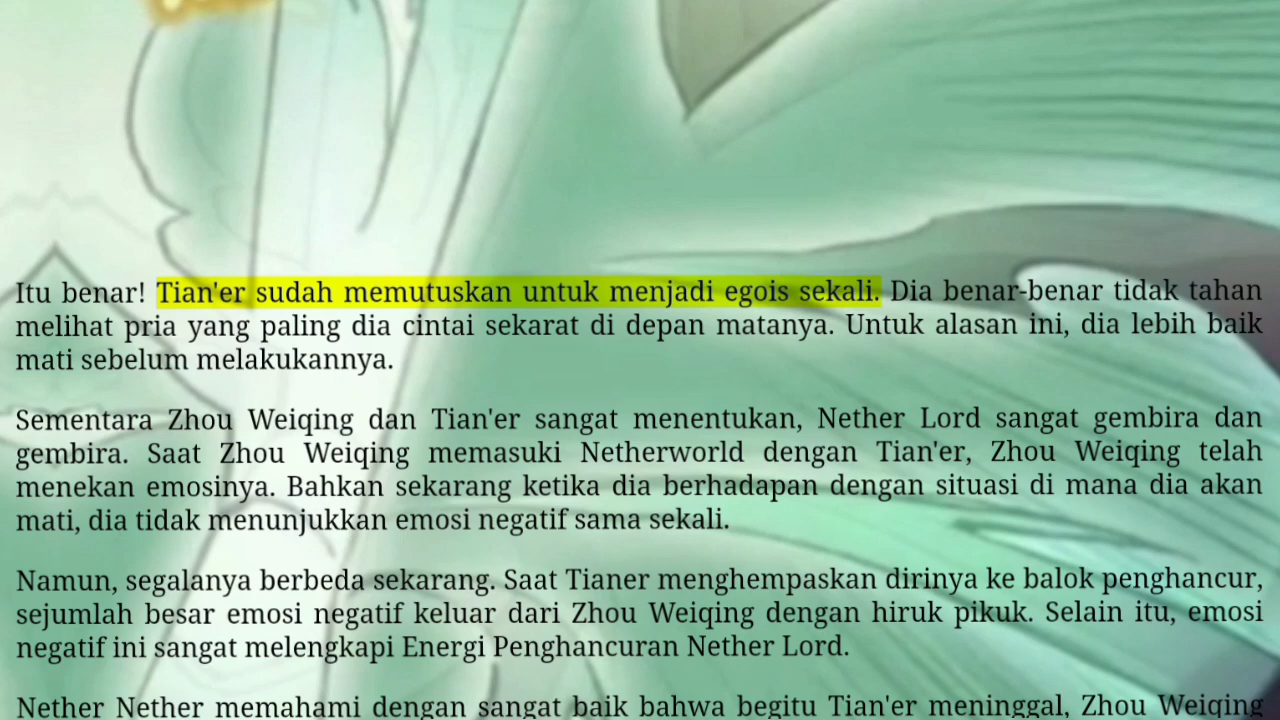 Itu benar! Tian'er sudah memutuskan untuk menjadi egois sekali. Dia benar-benar tidak tahan
melihat pria yang paling dia cintai sekarat di depan matanya. Untuk alasan ini, dia lebih baik
mati sebelum melakukannya.
Sementara Zhou Weiqing dan Tian'er sangat menentukan, Nether Lord sangat gembira dan
gembira. Saat Zhou Weiqing memasuki Netherworld dengan Tian'er, Zhou Weiqing telah
menekan emosinya. Bahkan sekarang ketika dia berhadapan dengan situasi di mana dia akan
mati, dia tidak menunjukkan emosi negatif sama sekali.
Namun, segalanya berbeda sekarang. Saat Tianer menghempaskan dirinya ke balok penghancur,
sejumlah besar emosi negatif keluar dari Zhou Weiqing dengan hiruk pikuk. Selain itu, emosi
negatif ini sangat melengkapi Energi Penghancuran Nether Lord.
Nether Nether memahami dengan sangat baik bahwa begitu Tian'er meninggal, Zhou Weiqing